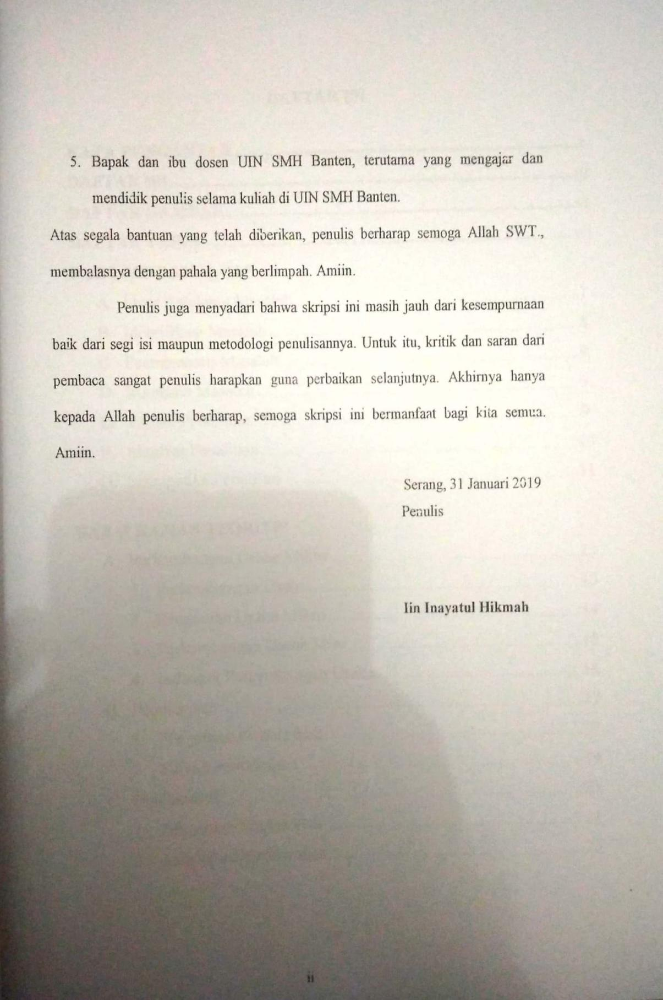 5. Bapak dan ibu dosen UIN SMH Banten, terutama yang mengajar dan
mendidik penulis selama kuliah di UIN SMH Banten.
Atas segala bantuan yang telah diberikan, penulis berharap semoga Allah SWT.,
membalasnya dengan pahala yang berlimpah. Amiin.
Penulis juga menyadari bahwa skripsi ini masih jauh dari kesempurnaan
baik dari segi isi maupun metodologi penulisannya. Untuk itu, kritik dan saran dari
pembaca sangat penulis harapkan guna perbaikan selanjutnya. Akhirnya hanya
kepada Allah penulis berharap, semoga skripsi ini bermanfaat bagi kita semua.
Amiin.
Serang, 31 Januari 2019
Penulis
Iin Inayatul Hikmah
ii